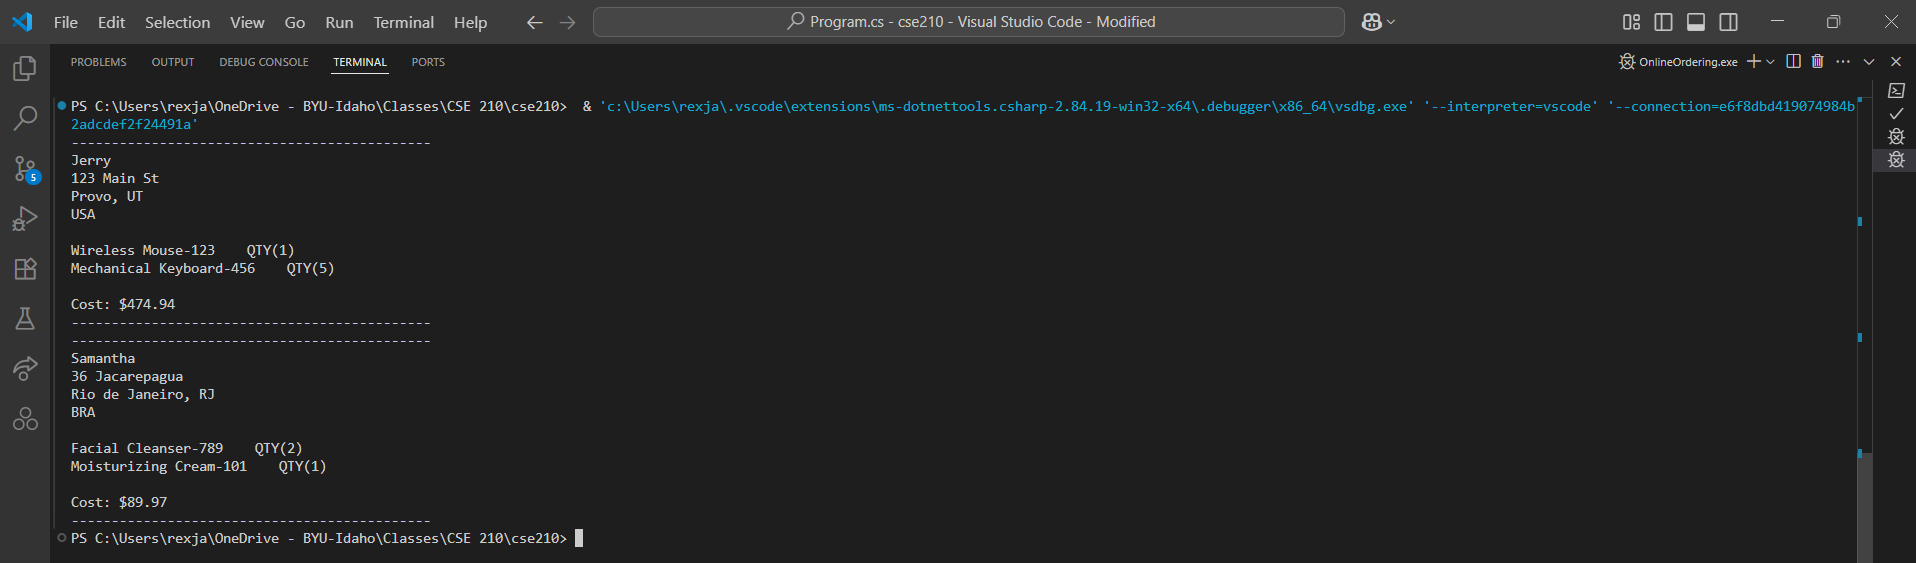 File Edit Selection View Go Run Terminal Help
Program.cs - cse210 - Visual Studio Code - Modified
PROBLEMS OUTPUT DEBUG CONSOLE TERMINAL PORTS
OnlineOrdering.exe
PS C:\Users\rexja\OneDrive - BYU-Idaho\Classes\CSE 210\cse210>  & 'c:\Users\rexja\.vscode\extensions\ms-dotnettools.csharp-2.84.19-win32-x64\.debugger\x86_64\vsdbg.exe' '--interpreter=vscode' '--connection=e6f8dbd419074984b
2adcdef2f24491a'
---------------------------------------------
Jerry
123 Main St
Provo, UT
USA
Wireless Mouse-123    QTY(1)
Mechanical Keyboard-456    QTY(5)
Cost: $474.94
---------------------------------------------
---------------------------------------------
Samantha
36 Jacarepagua
Rio de Janeiro, RJ
BRA
Facial Cleanser-789    QTY(2)
Moisturizing Cream-101    QTY(1)
Cost: $89.97
---------------------------------------------
PS C:\Users\rexja\OneDrive - BYU-Idaho\Classes\CSE 210\cse210>
5